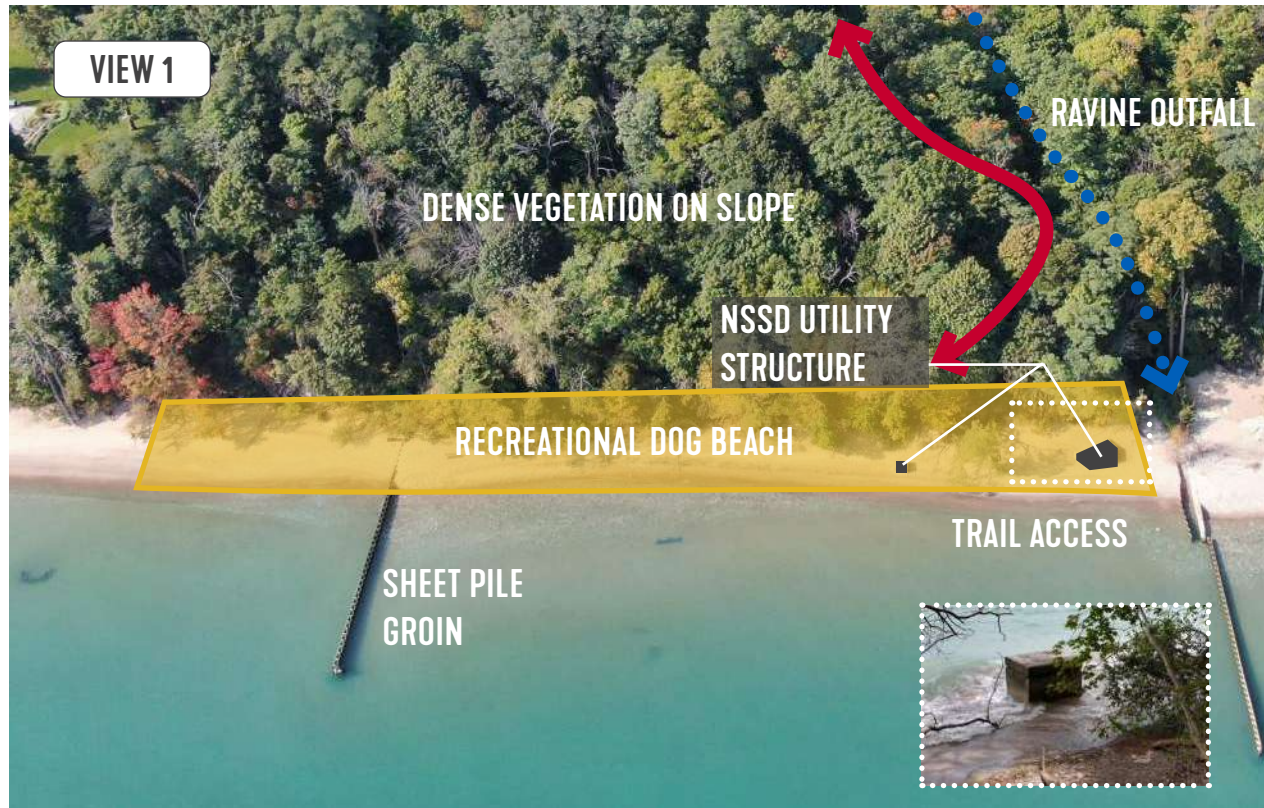 VIEW 1
RAVINE OUTFALL
DENSE VEGETATION ON SLOPE
NSSD UTILITY
STRUCTURE
RECREATIONAL DOG BEACH
TRAIL ACCESS
SHEET PILE
GROIN